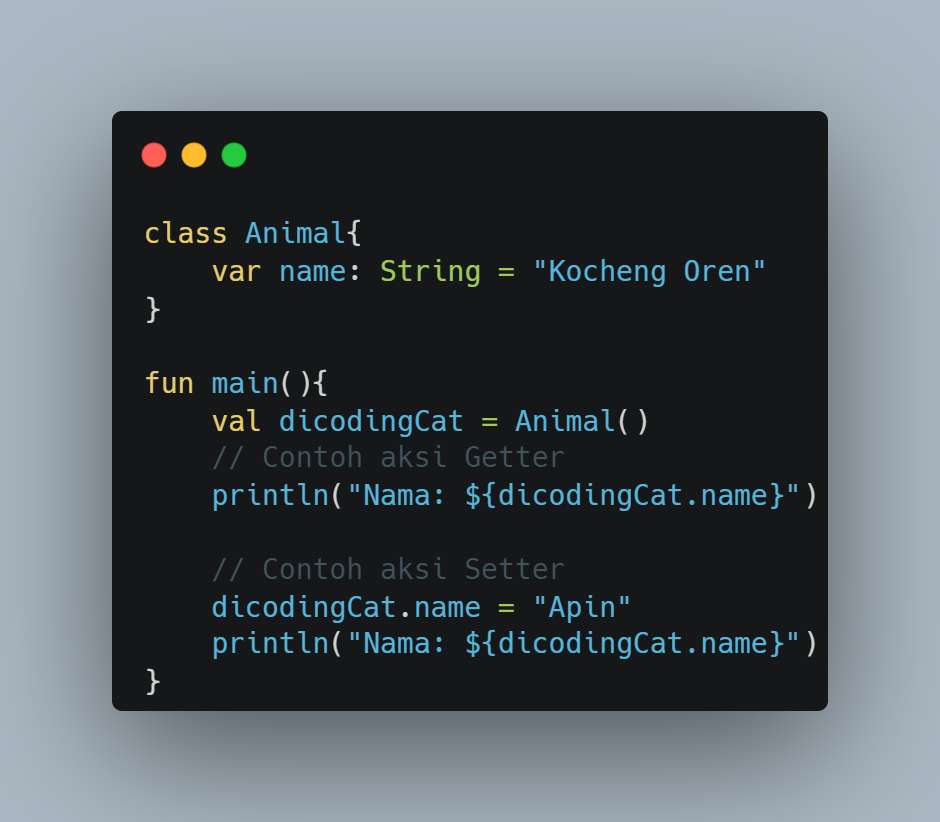 class Animal{
    var name: String = "Kocheng Oren"
}

fun main(){
    val dicodingCat = Animal()
    // Contoh aksi Getter
    println("Nama: ${dicodingCat.name}")

    // Contoh aksi Setter
    dicodingCat.name = "Apin"
    println("Nama: ${dicodingCat.name}")
}